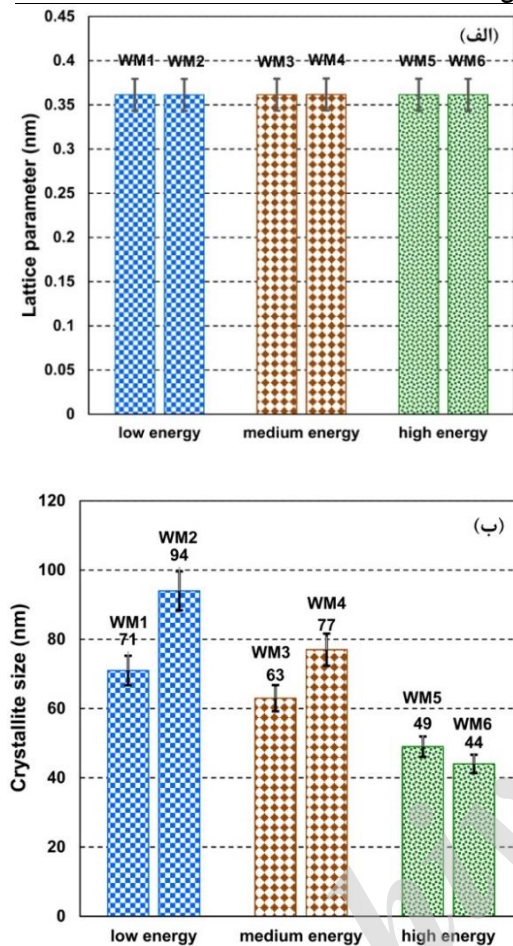 (الف)
0.45
0.4
0.35
0.3
0.25
0.2
0.15
0.1
0.05
0
Lattice parameter (nm)
WM1 WM2 WM3 WM4 WM5 WM6
low energy medium energy high energy
(ب)
120
100
80
60
40
20
0
Crystallite size (nm)
WM1
71
WM2
94
WM3
63
WM4
77
WM5
49
WM6
44
low energy medium energy high energy